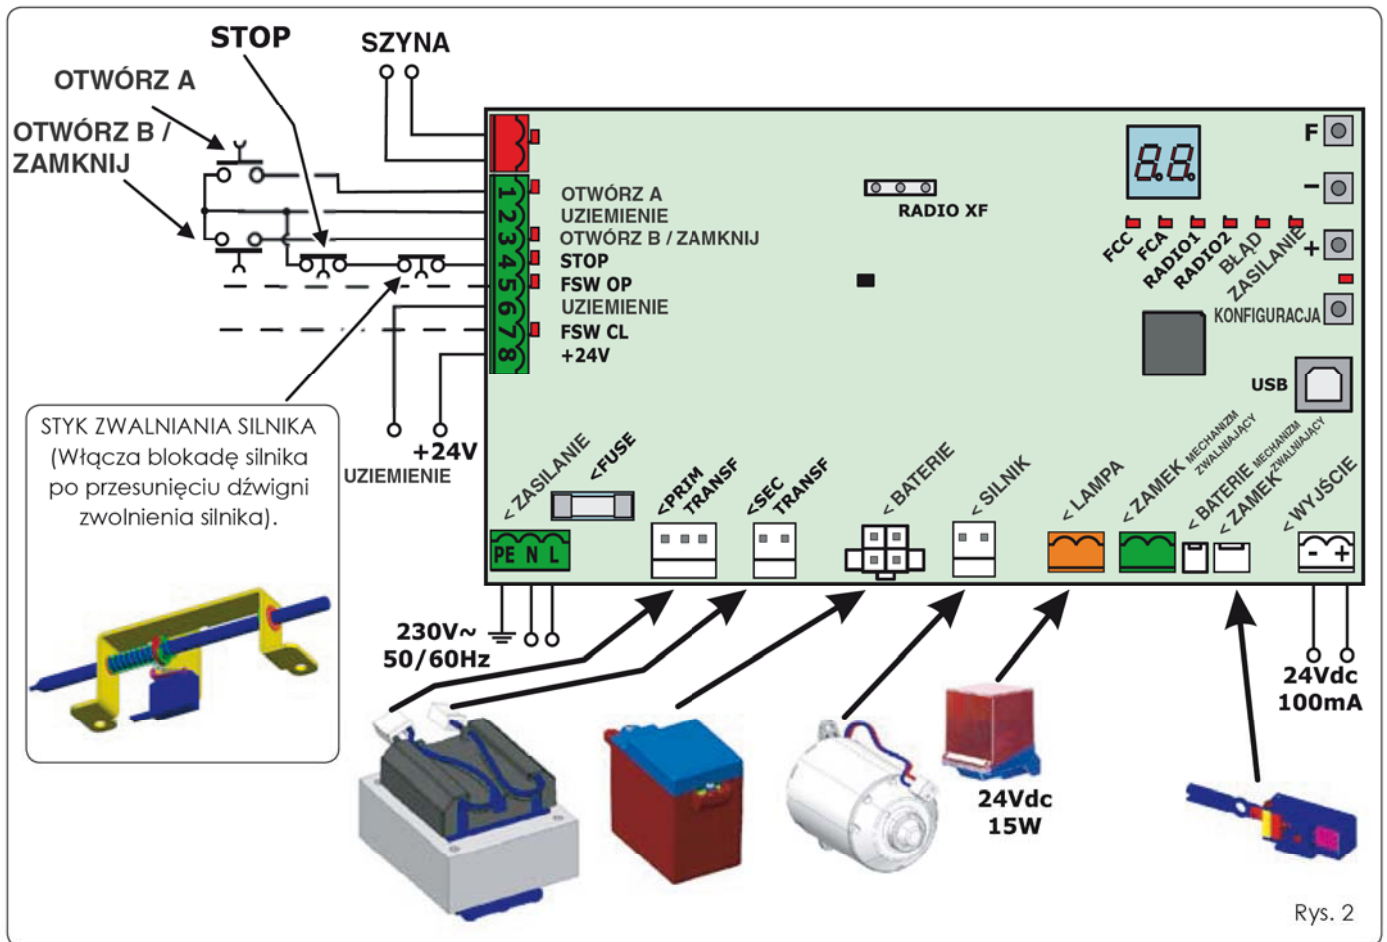 STOP
SZYNA
OTWÓRZ A
OTWÓRZ B /
ZAMKNIJ
1
2
3
4
5
6
7
8
OTWÓRZ A
UZIEMIENIE
OTWÓRZ B / ZAMKNIJ
STOP
FSW OP
UZIEMIENIE
FSW CL
+24V
RADIO XF
8.8.
F
−
+
FCC
FCA
RADIO1
RADIO2
BŁĄD
ZASILANIE
KONFIGURACJA
USB
STYK ZWALNIANIA SILNIKA
(Włącza blokadę silnika
po przesunięciu dźwigni
zwolnienia silnika).
+24V
UZIEMIENIE
< ZASILANIE
<FUSE
<PRIM
TRANSF
<SEC
TRANSF
< BATERIE
< SILNIK
< LAMPA
< ZAMEK MECHANIZM
ZWALNIAJĄCY
< BATERIE MECHANIZM
< ZAMEK ZWALNIAJĄCY
< WYJŚCIE
PE N L
- +
230V~
50/60Hz
24Vdc
100mA
24Vdc
15W
Rys. 2